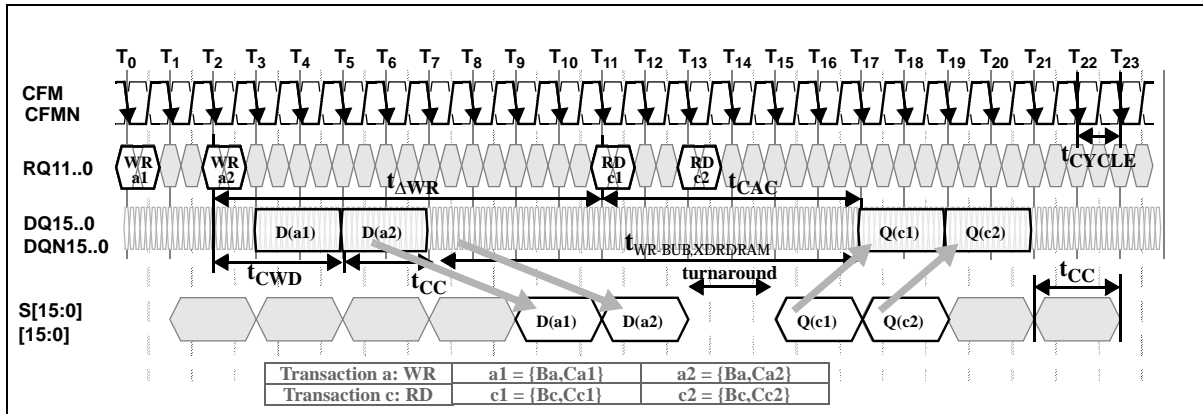 T0 T1 T2 T3 T4 T5 T6 T7 T8 T9 T10 T11 T12 T13 T14 T15 T16 T17 T18 T19 T20 T21 T22 T23
CFM
CFMN
RQ11..0
WR a1
WR a2
RD c1
RD c2
tCYCLE
tΔWR
tCAC
DQ15..0
DQN15..0
D(a1)
D(a2)
Q(c1)
Q(c2)
tWR-BUB,XDRDRAM
tCWD
tCC
turnaround
tCC
S[15:0]
[15:0]
D(a1)
D(a2)
Q(c1)
Q(c2)
Transaction a: WR a1 = {Ba,Ca1} a2 = {Ba,Ca2}
Transaction c: RD c1 = {Bc,Cc1} c2 = {Bc,Cc2}